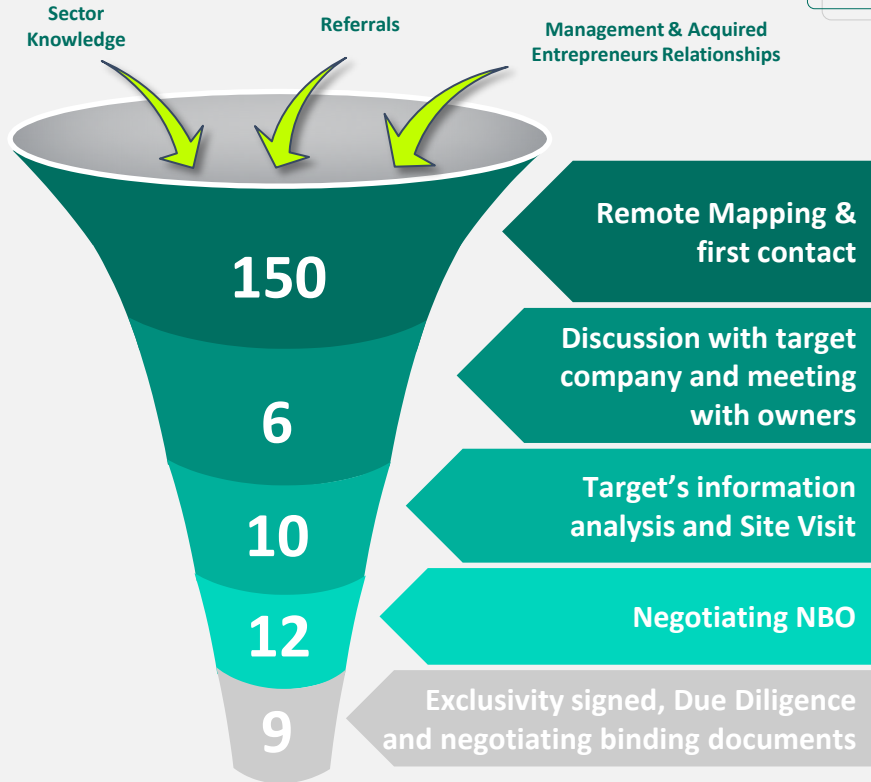 Sector
Knowledge
Referrals
Management & Acquired
Entrepreneurs Relationships
150
Remote Mapping &
first contact
6
Discussion with target
company and meeting
with owners
10
Target's information
analysis and Site Visit
12
Negotiating NBO
9
Exclusivity signed, Due Diligence
and negotiating binding documents